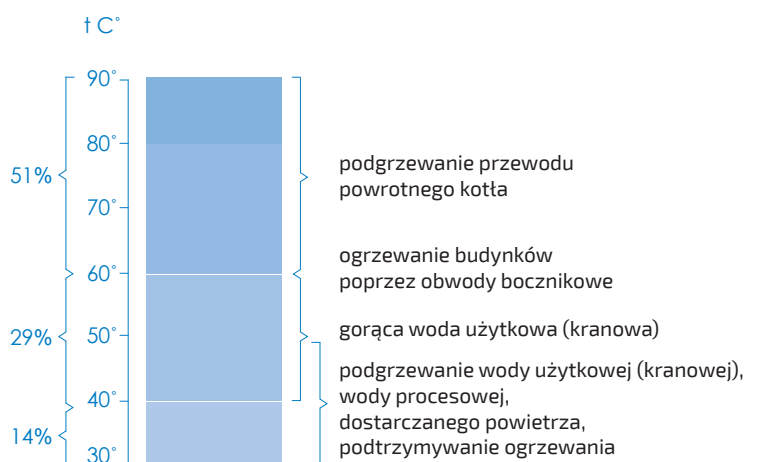 t C°
90°
80°
51%
podgrzewanie przewodu
powrotnego kotła
70°
ogrzewanie budynków
60°
poprzez obwody bocznikowe
29%
50°
gorąca woda użytkowa (kranowa)
podgrzewanie wody użytkowej (kranowej),
40°
wody procesowej,
dostarczanego powietrza,
14%
30°
podtrzymywanie ogrzewania